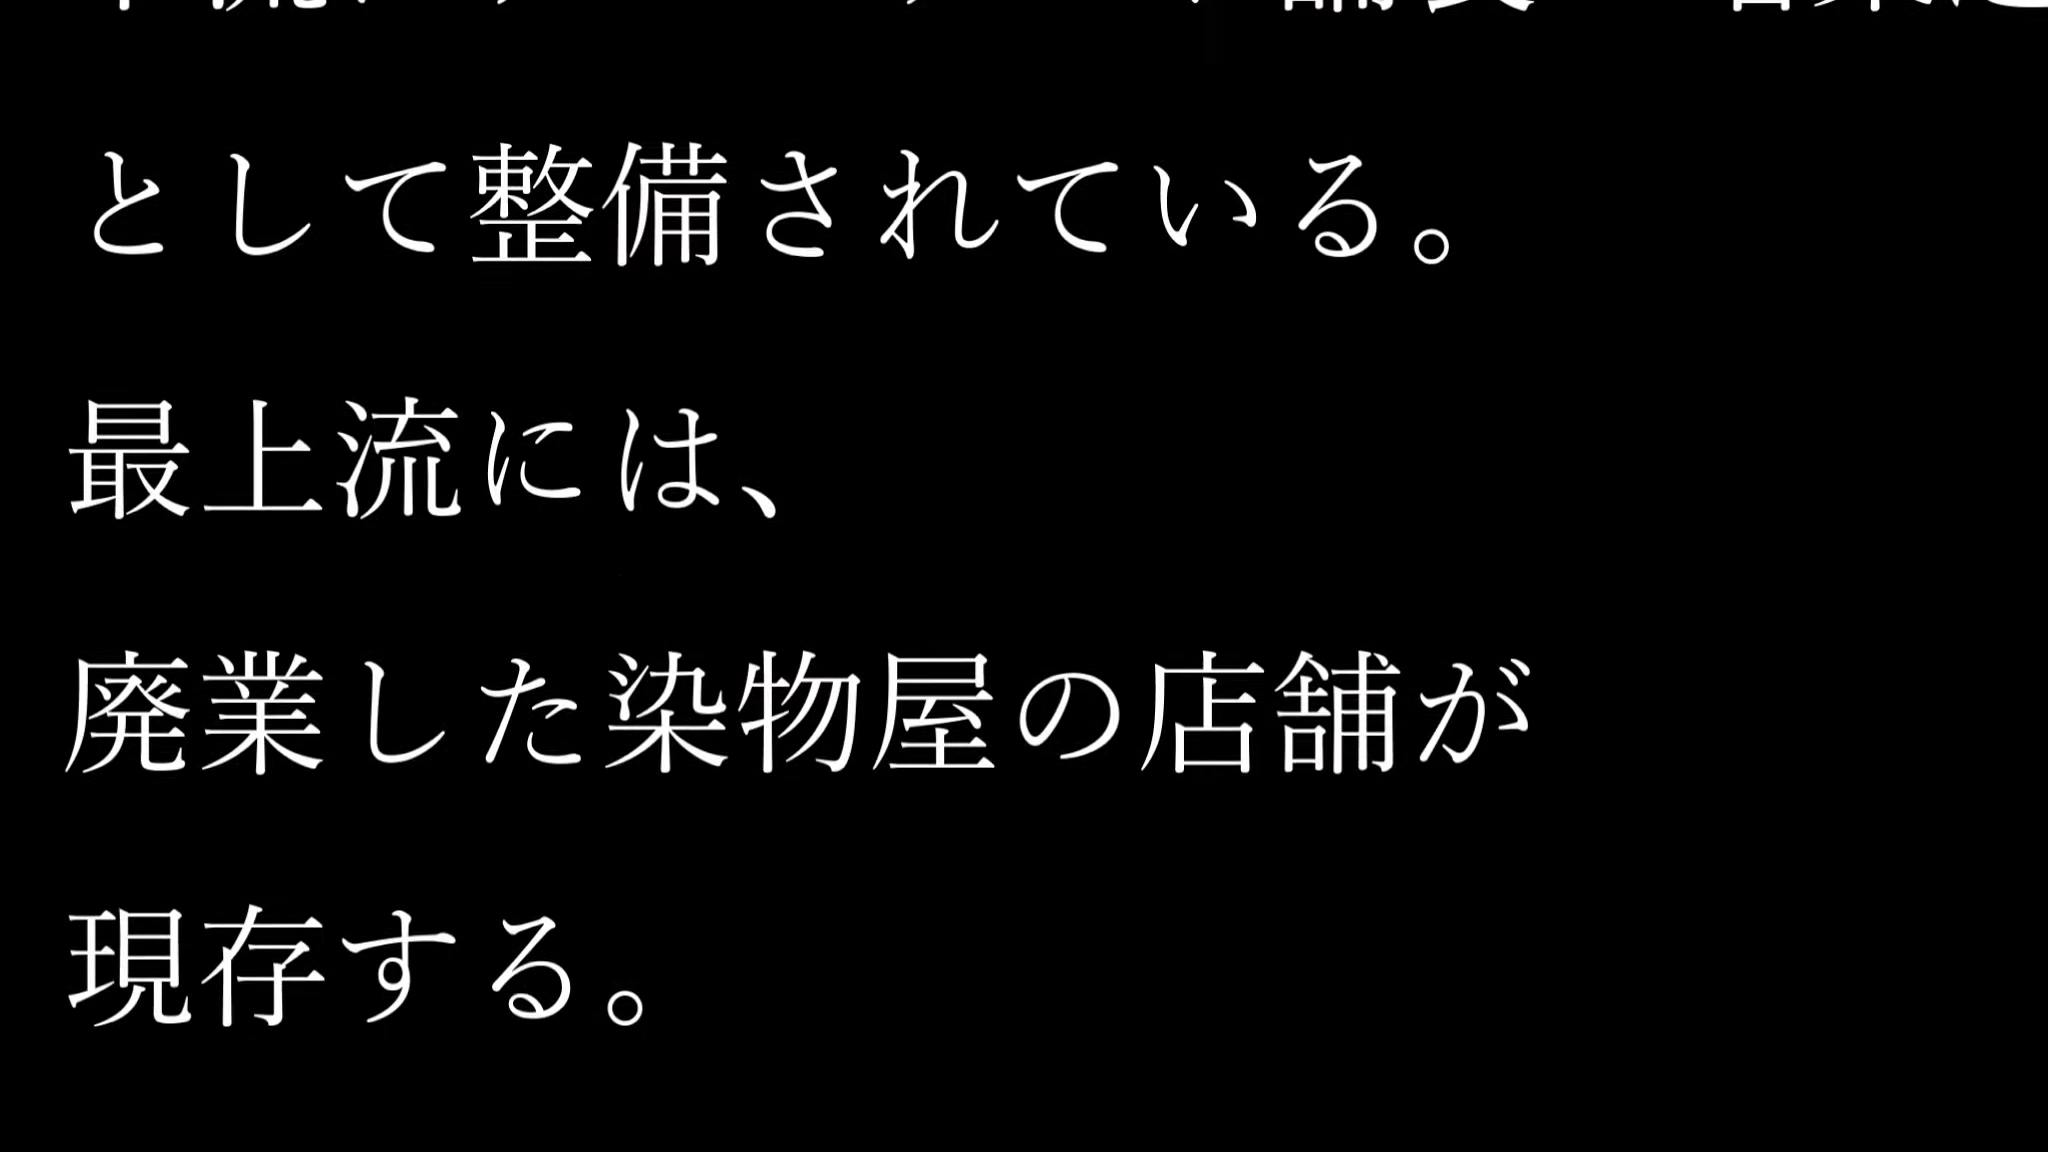 として整備されている。
最上流には、
廃業した染物屋の店舗が
現存する。